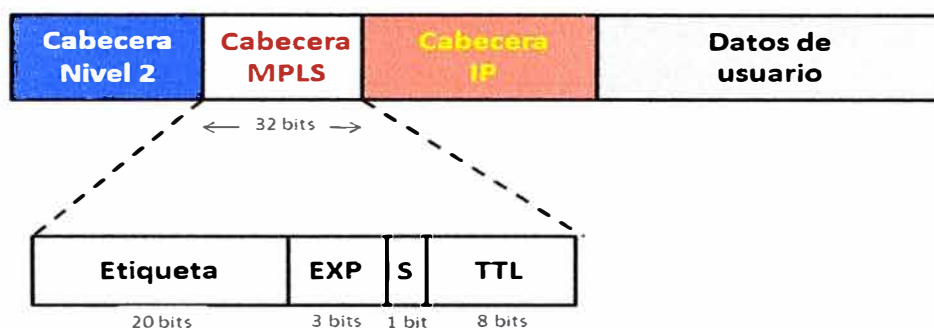 Cabecera
Nivel 2
Cabecera
MPLS
Cabecera
IP
Datos de
usuario
32 bits
Etiqueta
EXP
S
TTL
20 bits
3 bits
1 bit
8 bits